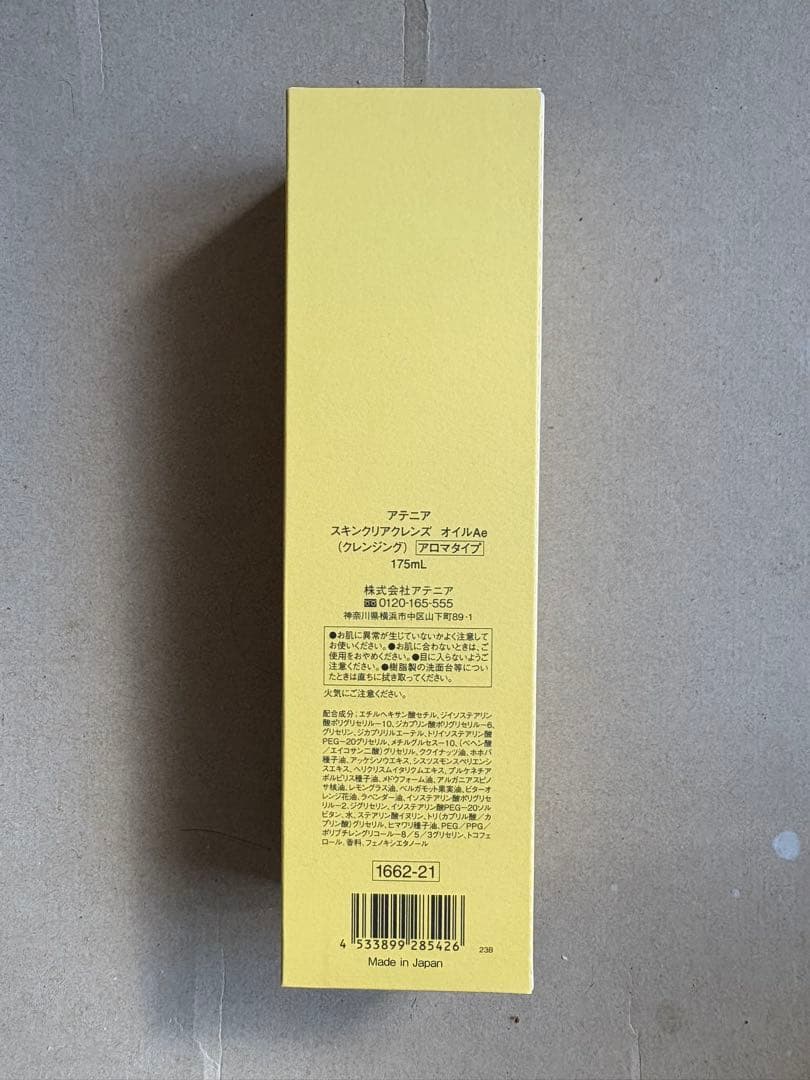 アテニア
スキンクリアクレンズ オイルAe
(クレンジング) アロマタイプ
175mL
株式会社アテニア
0120-165-555
神奈川県横浜市中区山下町89-1
●お肌に異常が生じていないかよく注意して
お使いください。●お肌に合わないときは、ご
使用をおやめください。●目に入らないようご
注意ください。●樹脂製の洗面台等につい
たときは直ちに拭き取ってください。
火気にご注意ください。
配合成分:エチルヘキサン酸セチル、ジイソステアリン
酸ポリグリセリル-10、ジカプリン酸ポリグリセリル-6、
グリセリン、ジカプリリルエーテル、トリイソステアリン酸
PEG-20グリセリル、メチルグルセス-10、(ベヘン酸
/エイコサン二酸)グリセリル、ククイナッツ油、ホホバ
種子油、アッケシソウエキス、シスツスモンスペリエンシ
スエキス、ヘリクリスムイタリクムエキス、プルケネチア
ボルビリス種子油、メドウフォーム油、アルガニアスピノ
サ核油、レモングラス油、ベルガモット果実油、ビターオ
レンジ花油、ラベンダー油、イソステアリン酸ポリグリセ
リル-2、ジグリセリン、イソステアリン酸PEG-20ソル
ビタン、水、ステアリン酸イヌリン、トリ(カプリル酸/カ
プリン酸)グリセリル、ヒマワリ種子油、PEG/PPG/
ポリブチレングリコール-8/5/3グリセリン、トコフェ
ロール、香料、フェノキシエタノール
1662-21
4 533899 285426
23B
Made in Japan